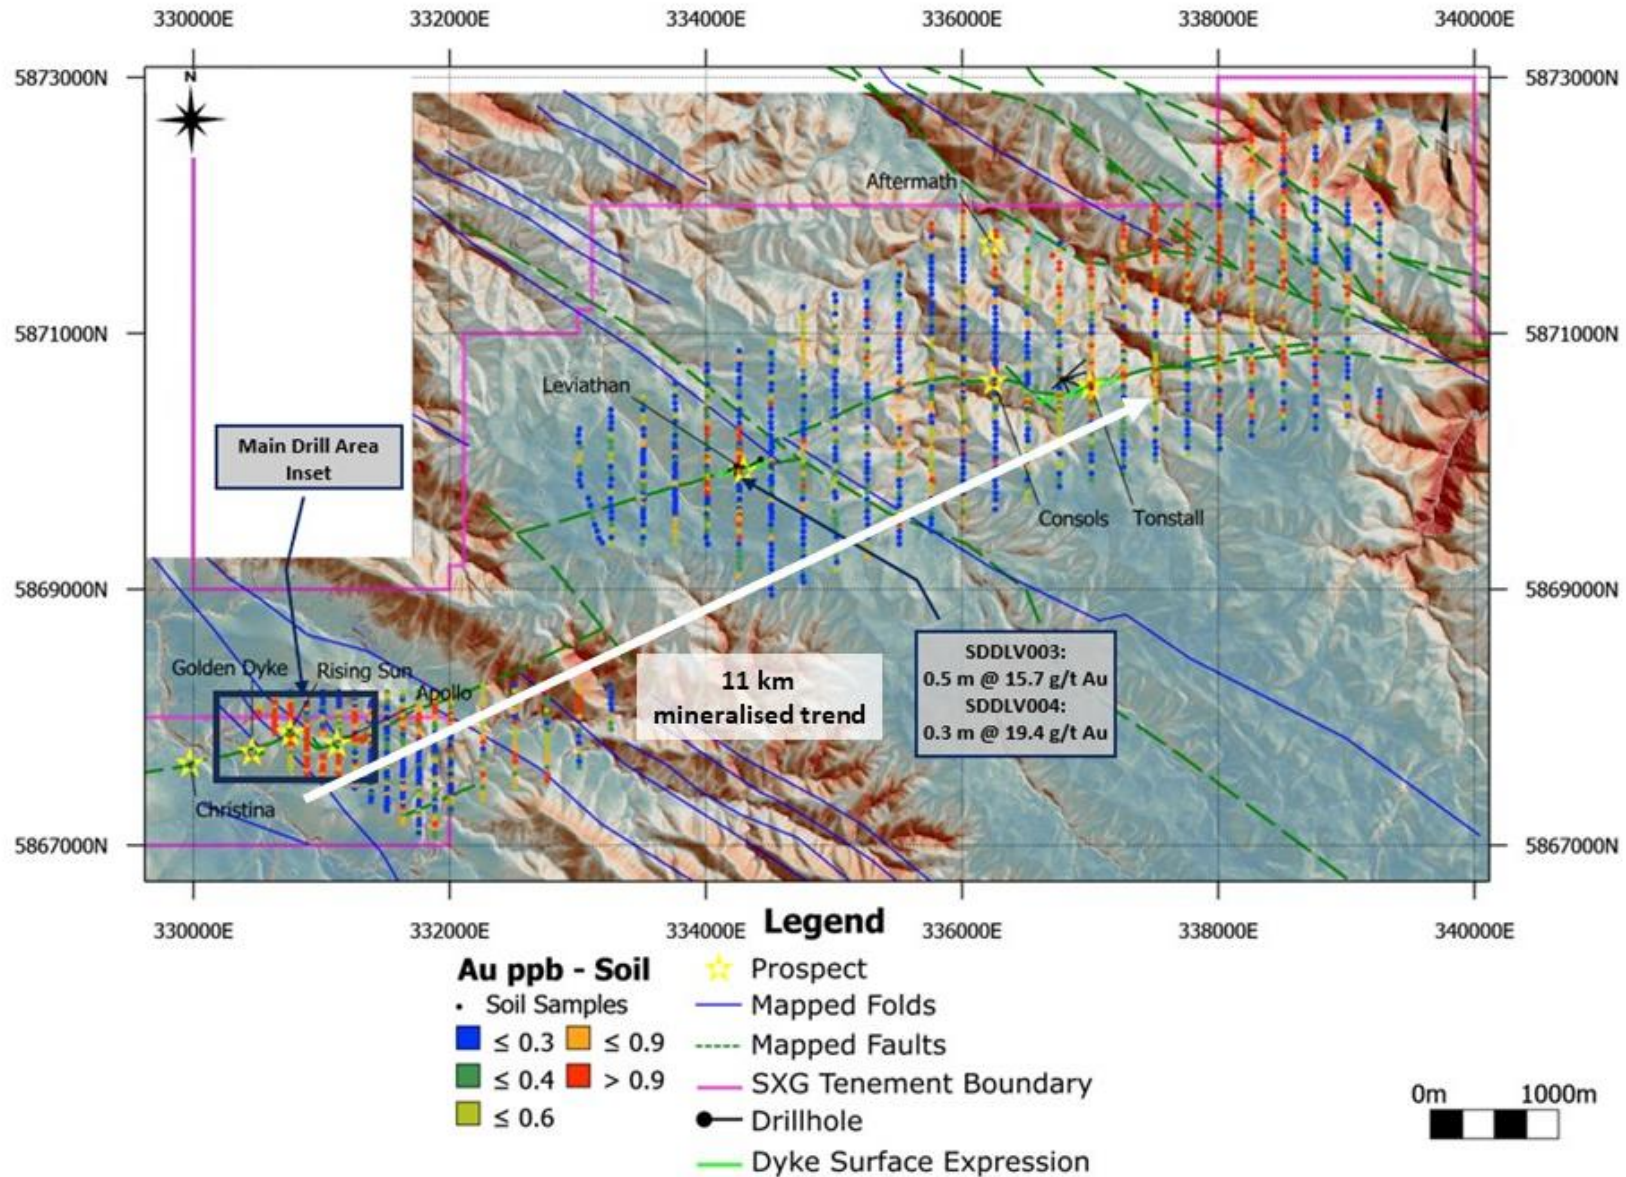 330000E 332000E 334000E 336000E 338000E 340000E
5873000N 5873000N
N
Aftermath
5871000N 5871000N
Leviathan
Main Drill Area
Inset
Consols Tonstall
5869000N 5869000N
SDDLV003:
0.5 m @ 15.7 g/t Au
SDDLV004:
0.3 m @ 19.4 g/t Au
Golden Dyke Rising Sun
Apollo
11 km
mineralised trend
Christina
5867000N 5867000N
330000E 332000E 334000E 336000E 338000E 340000E
Legend
Au ppb - Soil
Soil Samples
≤ 0.3 ≤ 0.9
≤ 0.4 > 0.9
≤ 0.6
Prospect
Mapped Folds
Mapped Faults
SXG Tenement Boundary
Drillhole
Dyke Surface Expression
0m 1000m